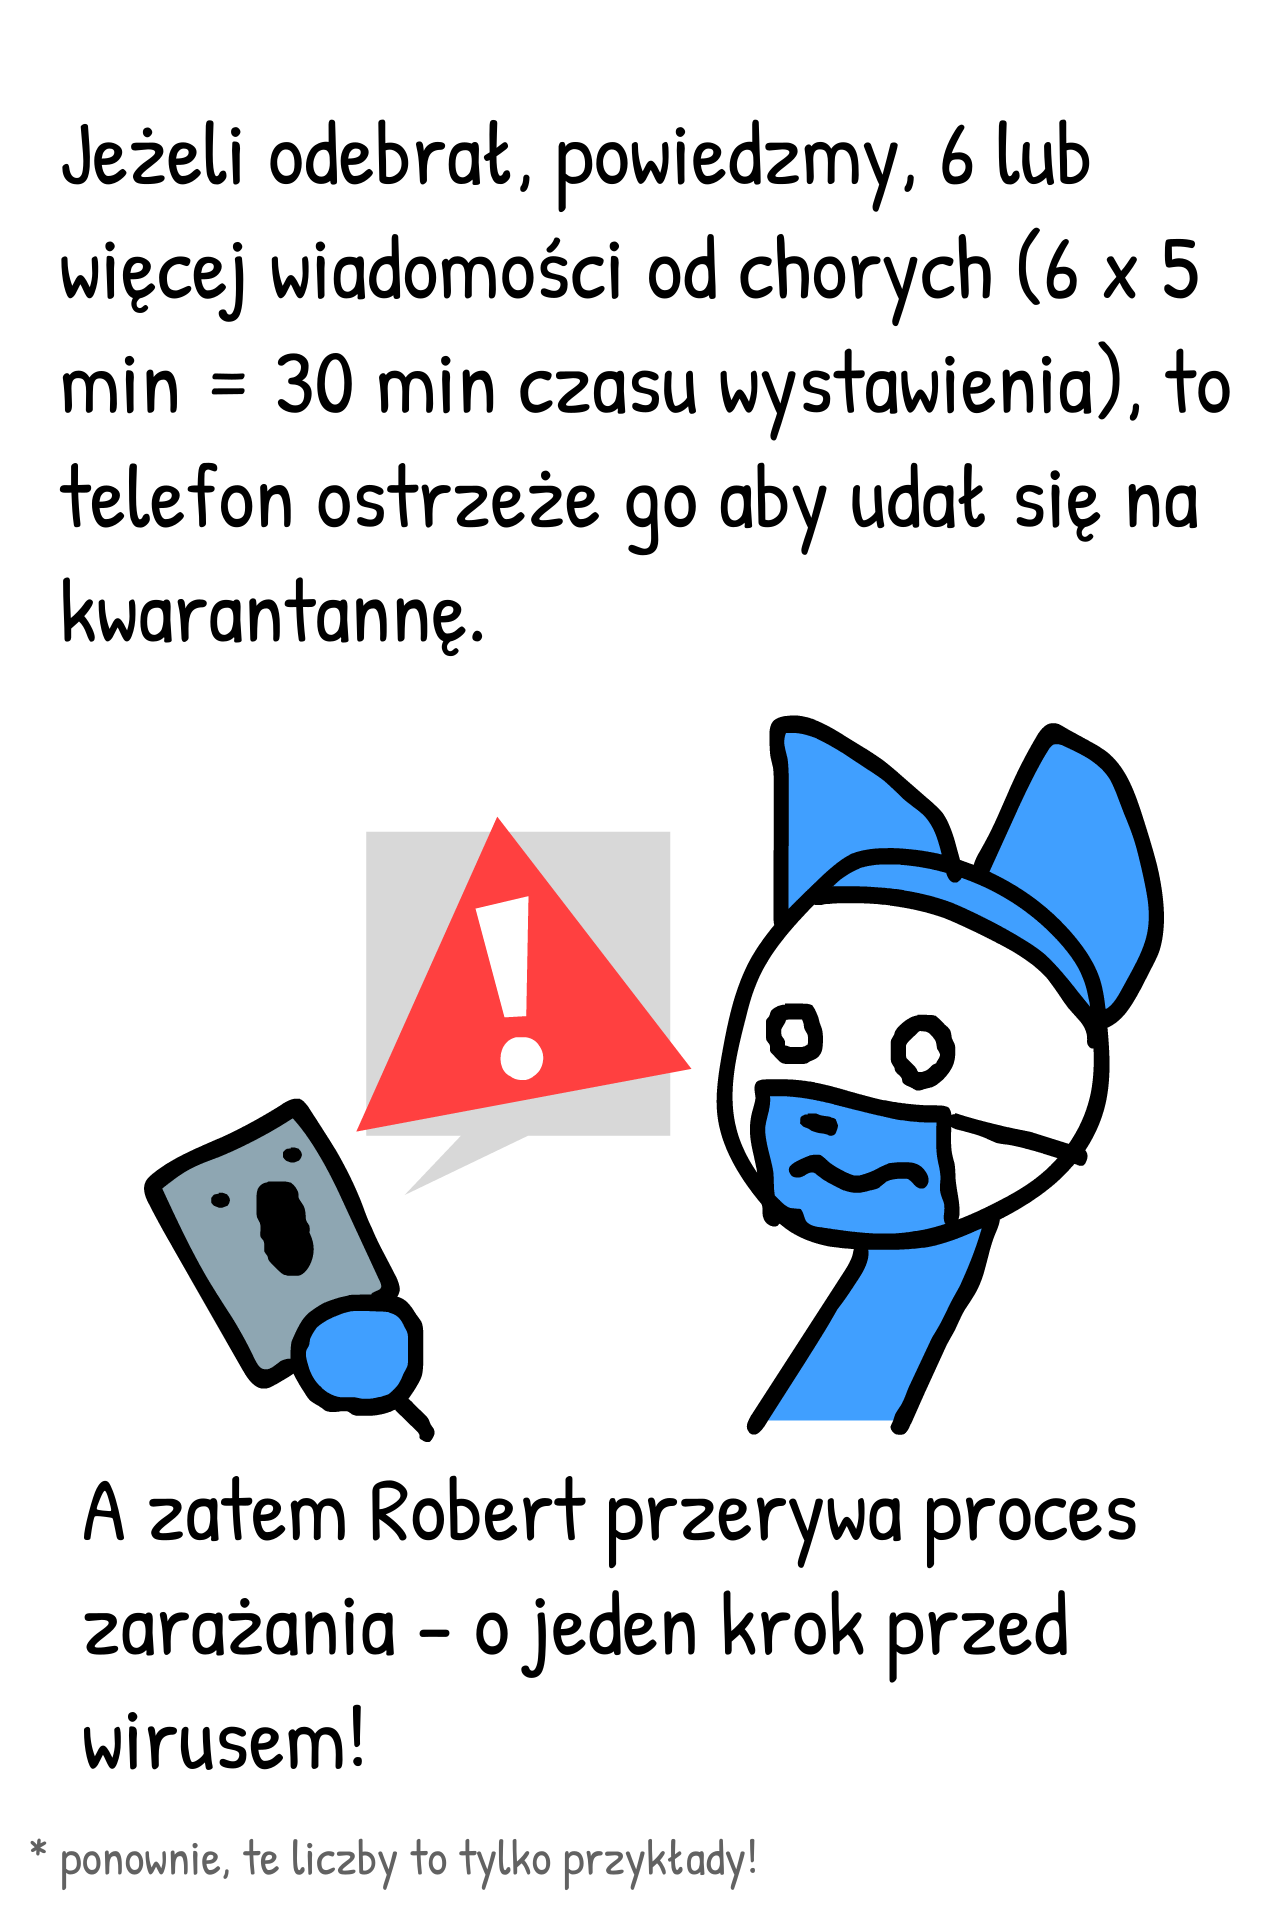 Jeżeli odebrał, powiedzmy, 6 lub
więcej wiadomości od chorych (6 x 5
min = 30 min czasu wystawienia), to
telefon ostrzeże go aby udał się na
kwarantannę.
!
A zatem Robert przerywa proces
zarażania - o jeden krok przed
wirusem!
* ponownie, te liczby to tylko przykłady!